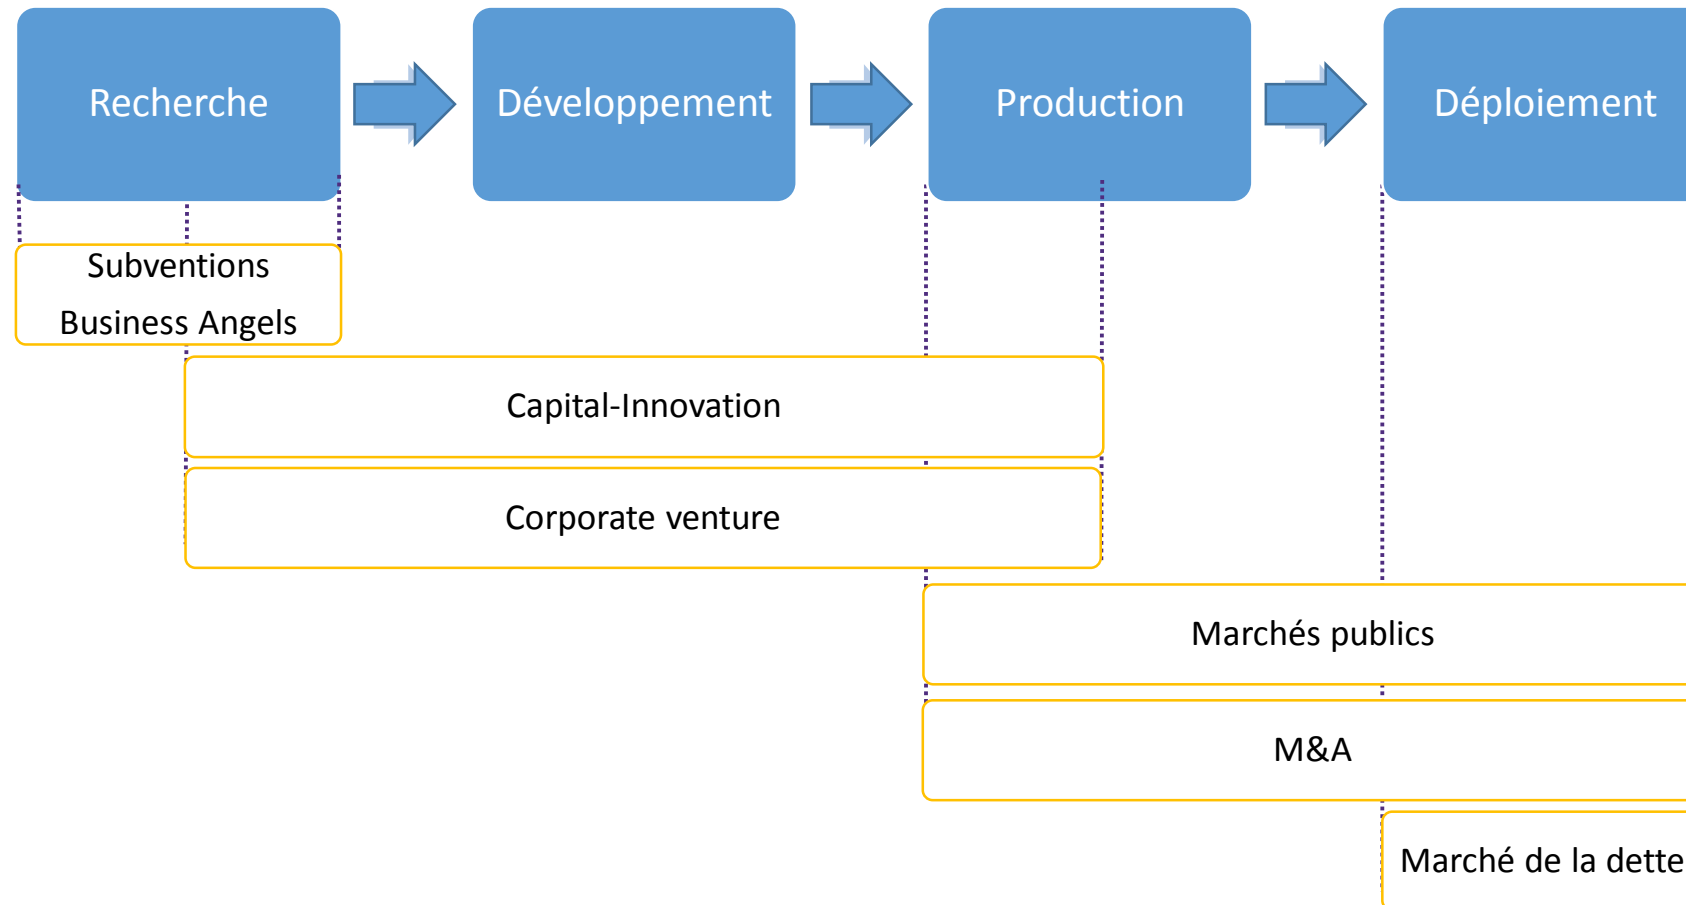 Recherche
Développement
Production
Déploiement
Subventions
Business Angels
Capital-Innovation
Corporate venture
Marchés publics
M&A
Marché de la dette